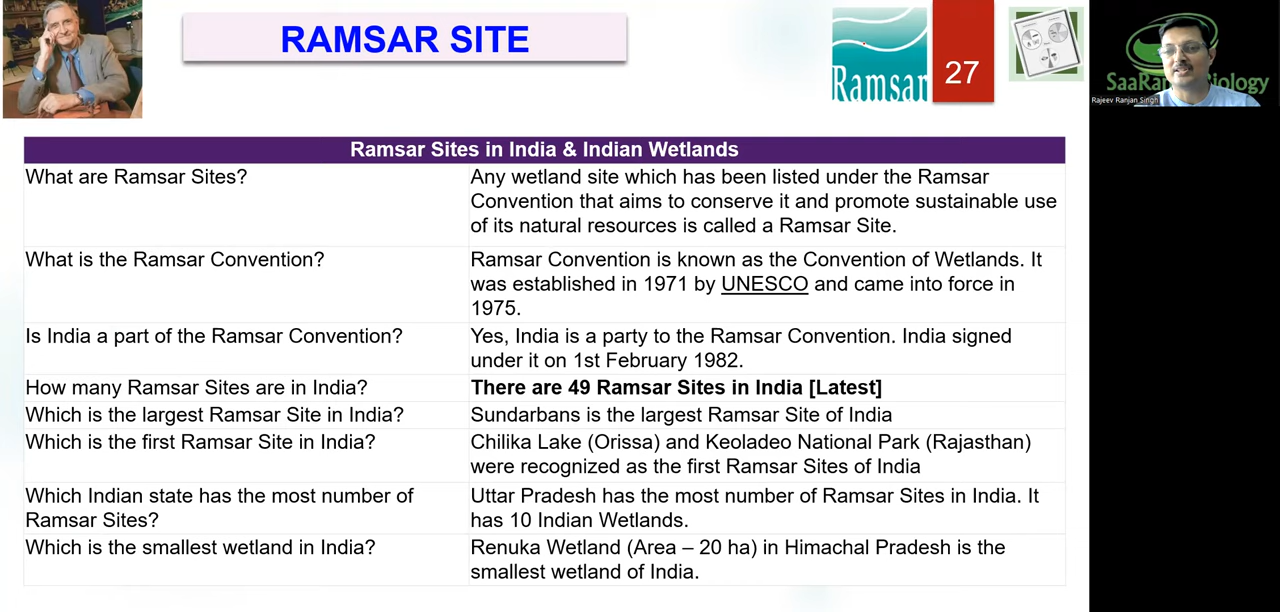 RAMSAR SITE
Ramsar
27
Rajeev Ranjan Singh
Ramsar Sites in India & Indian Wetlands
What are Ramsar Sites?
Any wetland site which has been listed under the Ramsar
Convention that aims to conserve it and promote sustainable use
of its natural resources is called a Ramsar Site.
What is the Ramsar Convention?
Ramsar Convention is known as the Convention of Wetlands. It
was established in 1971 by UNESCO and came into force in
1975.
Is India a part of the Ramsar Convention?
Yes, India is a party to the Ramsar Convention. India signed
under it on 1st February 1982.
How many Ramsar Sites are in India?
There are 49 Ramsar Sites in India [Latest]
Which is the largest Ramsar Site in India?
Sundarbans is the largest Ramsar Site of India
Which is the first Ramsar Site in India?
Chilika Lake (Orissa) and Keoladeo National Park (Rajasthan)
were recognized as the first Ramsar Sites of India
Which Indian state has the most number of
Ramsar Sites?
Uttar Pradesh has the most number of Ramsar Sites in India. It
has 10 Indian Wetlands.
Which is the smallest wetland in India?
Renuka Wetland (Area – 20 ha) in Himachal Pradesh is the
smallest wetland of India.